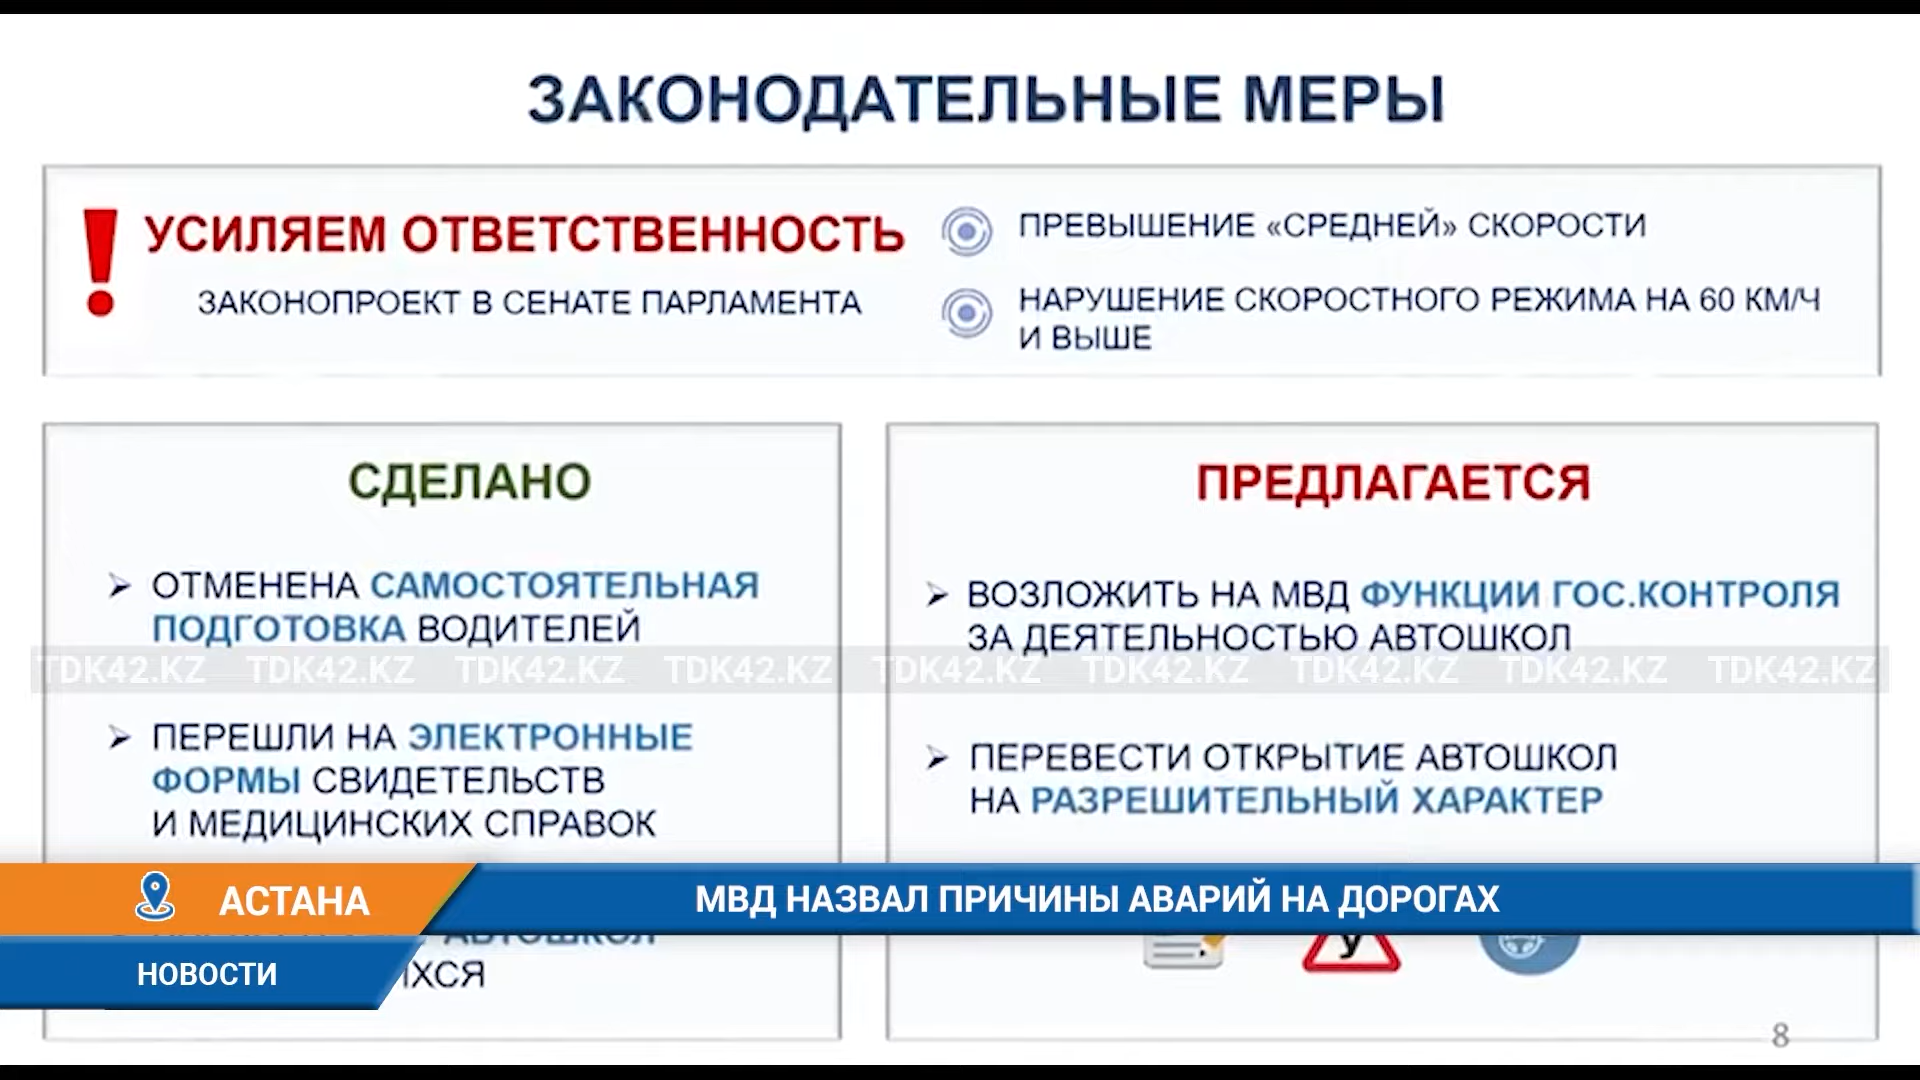 ЗАКОНОДАТЕЛЬНЫЕ МЕРЫ
УСИЛЯЕМ ОТВЕТСТВЕННОСТЬ
ЗАКОНОПРОЕКТ В СЕНАТЕ ПАРЛАМЕНТА
ПРЕВЫШЕНИЕ «СРЕДНЕЙ» СКОРОСТИ
НАРУШЕНИЕ СКОРОСТНОГО РЕЖИМА НА 60 КМ/Ч
И ВЫШЕ
СДЕЛАНО
ОТМЕНЕНА САМОСТОЯТЕЛЬНАЯ
ПОДГОТОВКА ВОДИТЕЛЕЙ
ПЕРЕШЛИ НА ЭЛЕКТРОННЫЕ
ФОРМЫ СВИДЕТЕЛЬСТВ
И МЕДИЦИНСКИХ СПРАВОК
АВТОШКОЛ
ПРЕДЛАГАЕТСЯ
ВОЗЛОЖИТЬ НА МВД ФУНКЦИИ ГОС.КОНТРОЛЯ
ЗА ДЕЯТЕЛЬНОСТЬЮ АВТОШКОЛ
ПЕРЕВЕСТИ ОТКРЫТИЕ АВТОШКОЛ
НА РАЗРЕШИТЕЛЬНЫЙ ХАРАКТЕР
У
8
TDK42.KZ TDK42.KZ TDK42.KZ TDK42.KZ TDK42.KZ TDK42.KZ TDK42.KZ TDK42.KZ TDK42.KZ
АСТАНА
МВД НАЗВАЛ ПРИЧИНЫ АВАРИЙ НА ДОРОГАХ
НОВОСТИ